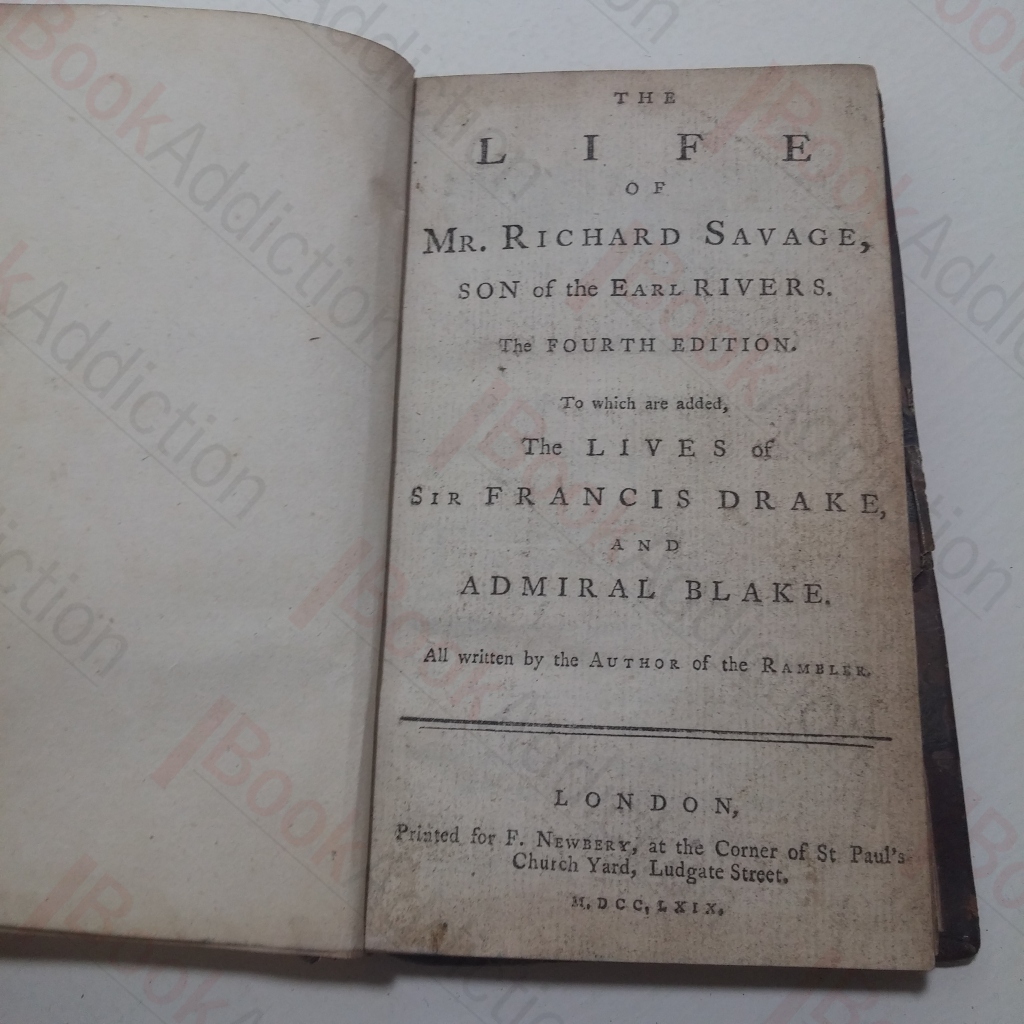 THE
LIFE
OF
MR. RICHARD SAVAGE,
SON of the EARL RIVERS.
The FOURTH EDITION.
To which are added,
The LIVES of
SIR FRANCIS DRAKE,
AND
ADMIRAL BLAKE.
All written by the AUTHOR of the RAMBLER.
LONDON,
Printed for F. NEWBERY, at the Corner of St Paul's
Church Yard, Ludgate Street.
M.DCC,LXIX.
BookAddiction